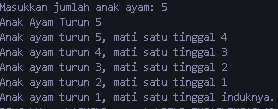 Masukkan jumlah anak ayam: 5
Anak Ayam Turun 5
Anak ayam turun 5, mati satu tinggal 4
Anak ayam turun 4, mati satu tinggal 3
Anak ayam turun 3, mati satu tinggal 2
Anak ayam turun 2, mati satu tinggal 1
Anak ayam turun 1, mati satu tinggal induknya.